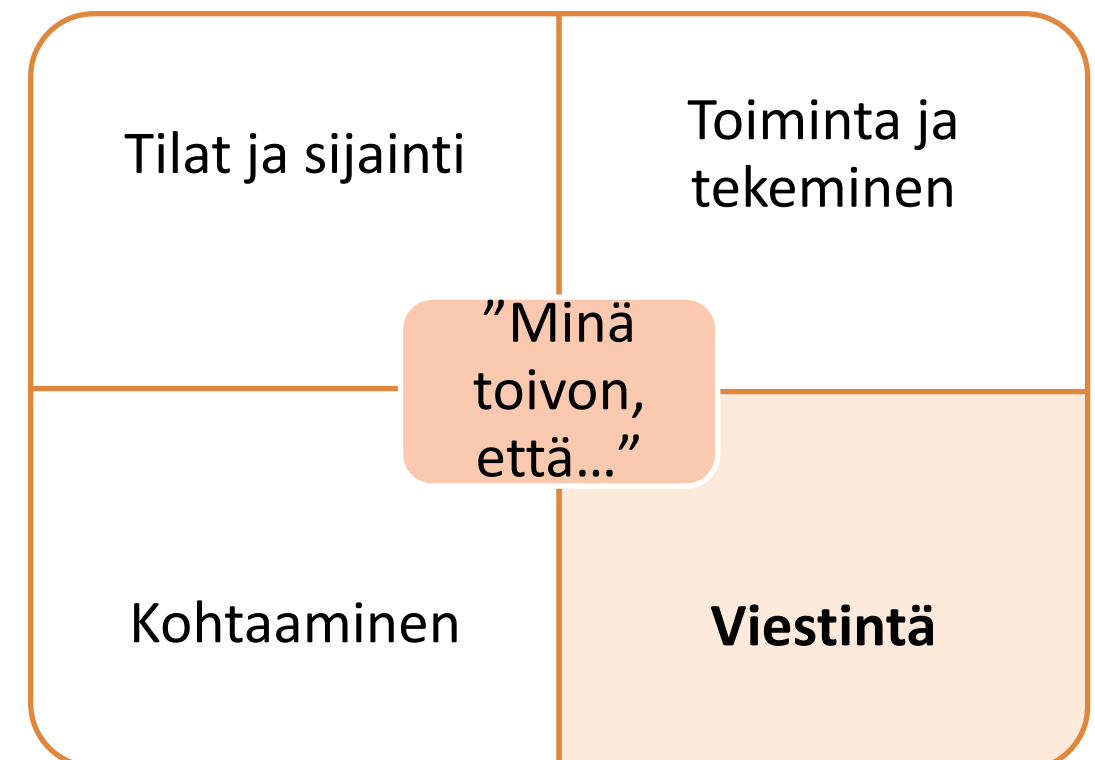 Tilat ja sijainti
Toiminta ja
tekeminen
”Minä
toivon,
että…”
Kohtaaminen
Viestintä